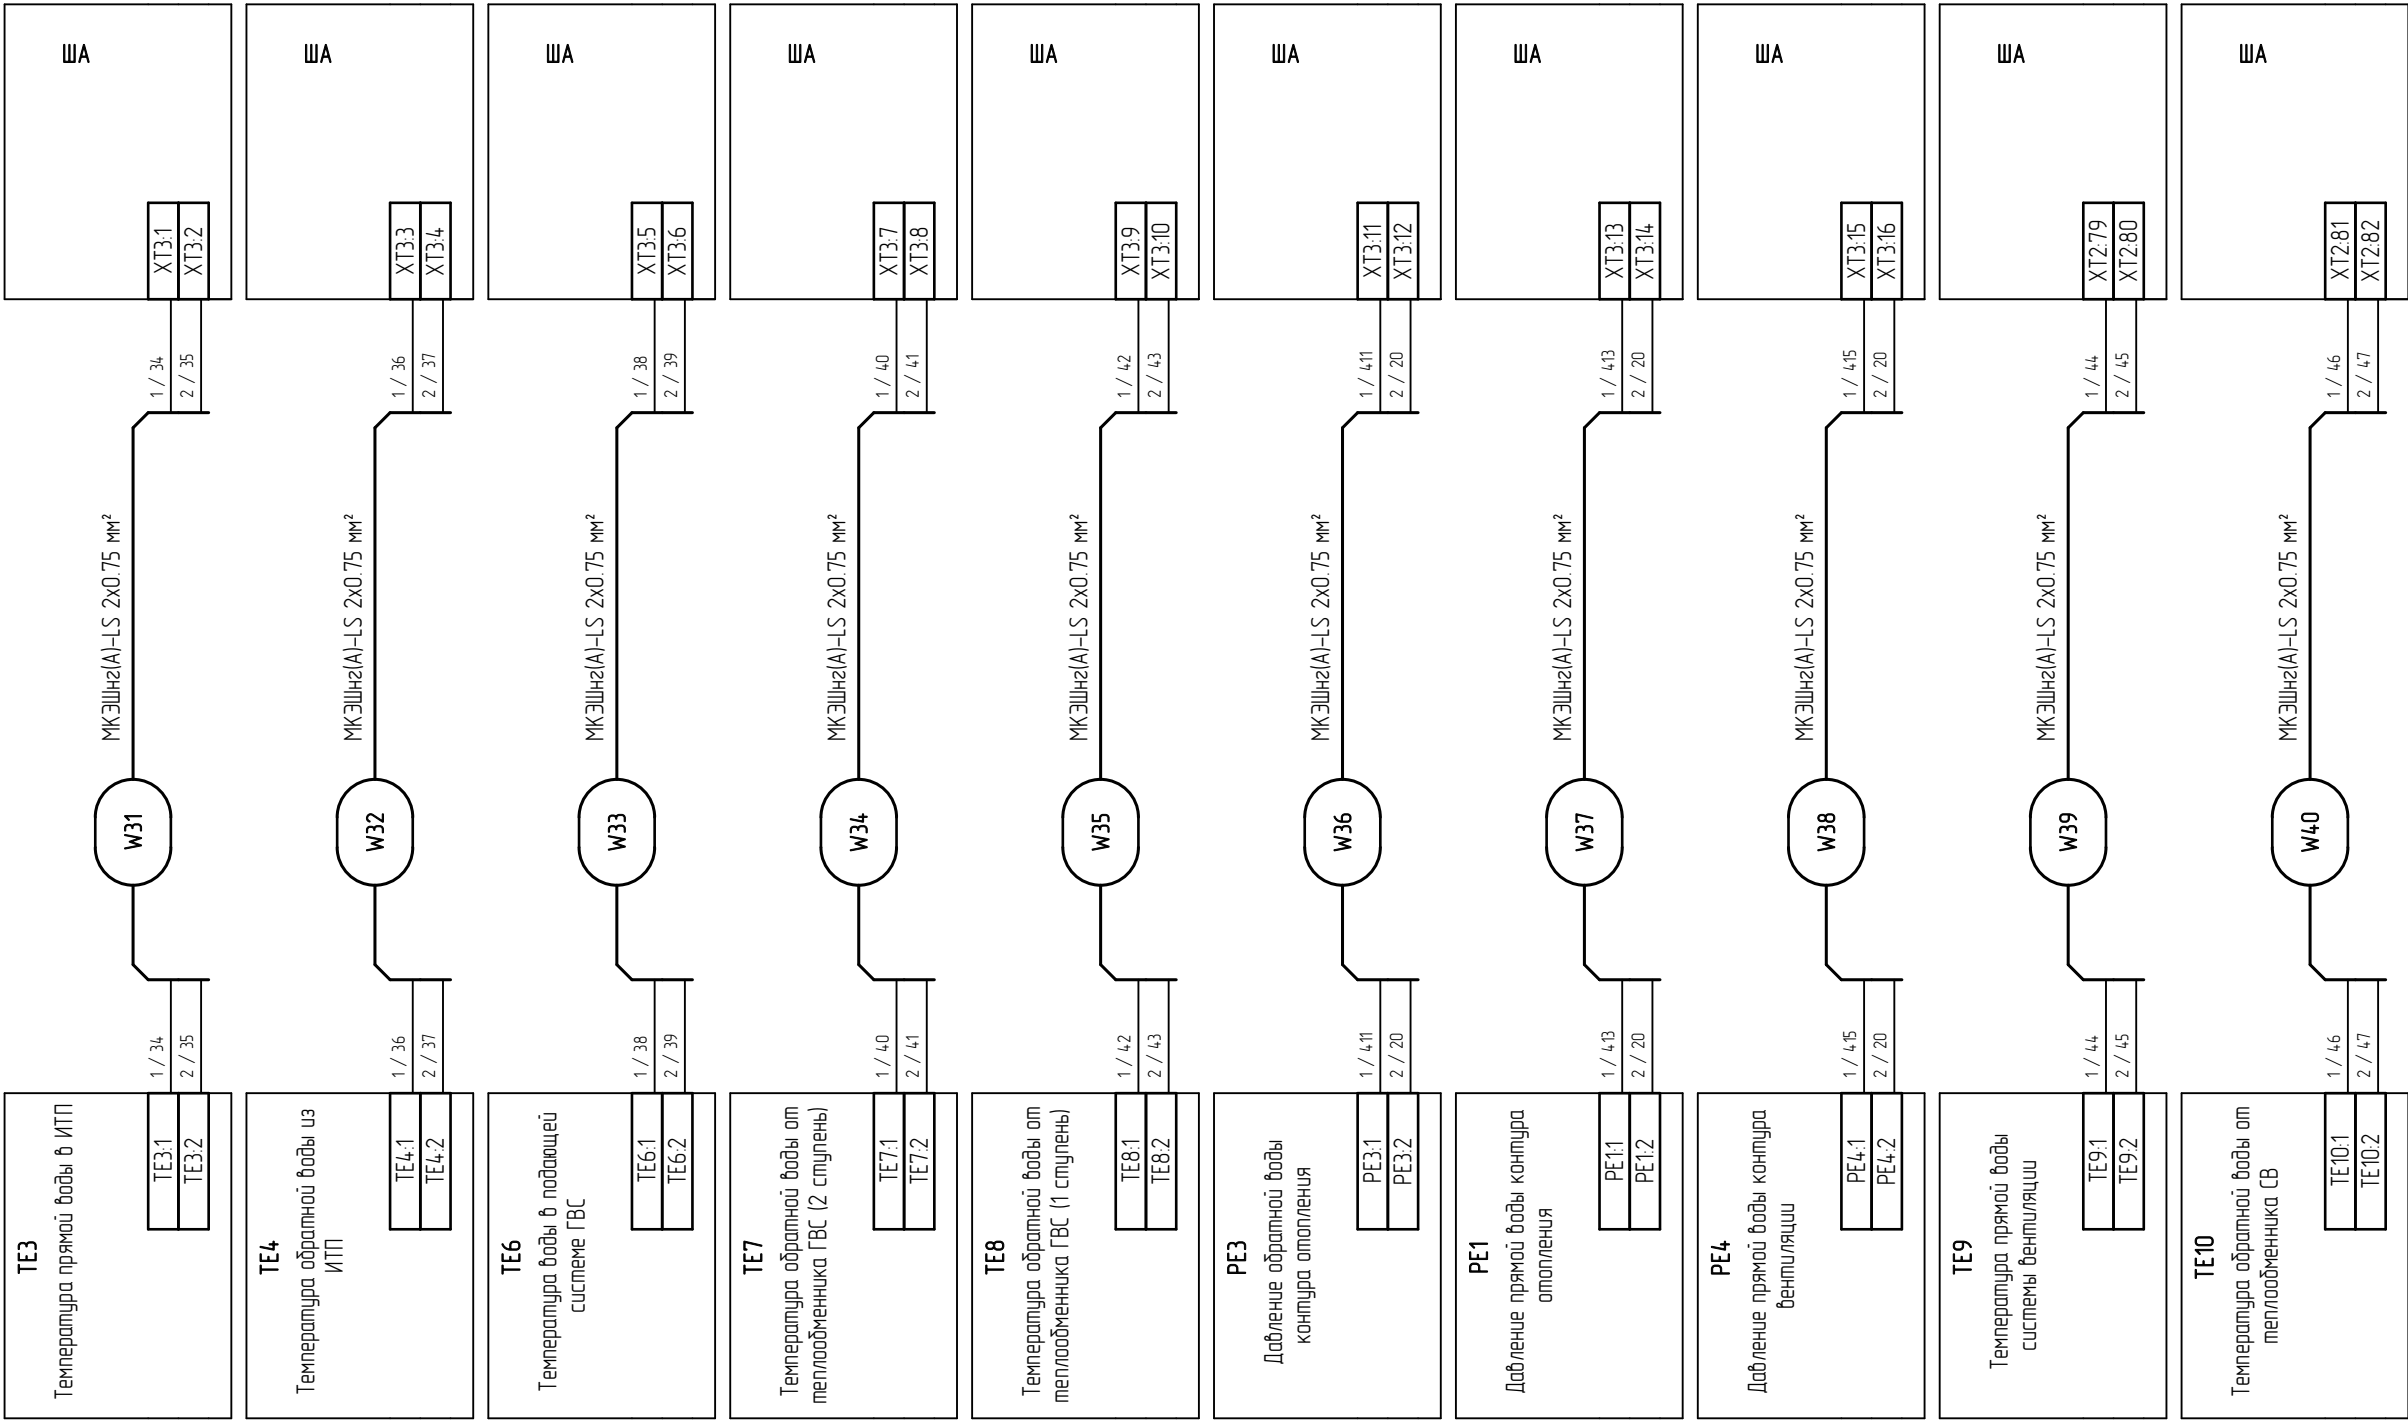 ША
XT3:1
XT3:2
1 / 34
2 / 35
МКЭШнг(А)-LS 2x0.75 мм²
W31
1 / 34
2 / 35
TE3:1
TE3:2
TE3
Температура прямой воды в ИТП
ША
XT3:3
XT3:4
1 / 36
2 / 37
МКЭШнг(А)-LS 2x0.75 мм²
W32
1 / 36
2 / 37
TE4:1
TE4:2
TE4
Температура обратной воды из
ИТП
ША
XT3:5
XT3:6
1 / 38
2 / 39
МКЭШнг(А)-LS 2x0.75 мм²
W33
1 / 38
2 / 39
TE6:1
TE6:2
TE6
Температура воды в подающей
системе ГВС
ША
XT3:7
XT3:8
1 / 40
2 / 41
МКЭШнг(А)-LS 2x0.75 мм²
W34
1 / 40
2 / 41
TE7:1
TE7:2
TE7
Температура обратной воды от
теплообменника ГВС (2 ступень)
ША
XT3:9
XT3:10
1 / 42
2 / 43
МКЭШнг(А)-LS 2x0.75 мм²
W35
1 / 42
2 / 43
TE8:1
TE8:2
TE8
Температура обратной воды от
теплообменника ГВС (1 ступень)
ША
XT3:11
XT3:12
1 / 411
2 / 20
МКЭШнг(А)-LS 2x0.75 мм²
W36
1 / 411
2 / 20
PE3:1
PE3:2
PE3
Давление обратной воды
контура отопления
ША
XT3:13
XT3:14
1 / 413
2 / 20
МКЭШнг(А)-LS 2x0.75 мм²
W37
1 / 413
2 / 20
PE1:1
PE1:2
PE1
Давление прямой воды контура
отопления
ША
XT3:15
XT3:16
1 / 415
2 / 20
МКЭШнг(А)-LS 2x0.75 мм²
W38
1 / 415
2 / 20
PE4:1
PE4:2
PE4
Давление прямой воды контура
вентиляции
ША
XT2:79
XT2:80
1 / 44
2 / 45
МКЭШнг(А)-LS 2x0.75 мм²
W39
1 / 44
2 / 45
TE9:1
TE9:2
TE9
Температура прямой воды
системы вентиляции
ША
XT2:81
XT2:82
1 / 46
2 / 47
МКЭШнг(А)-LS 2x0.75 мм²
W40
1 / 46
2 / 47
TE10:1
TE10:2
TE10
Температура обратной воды от
теплообменника СВ